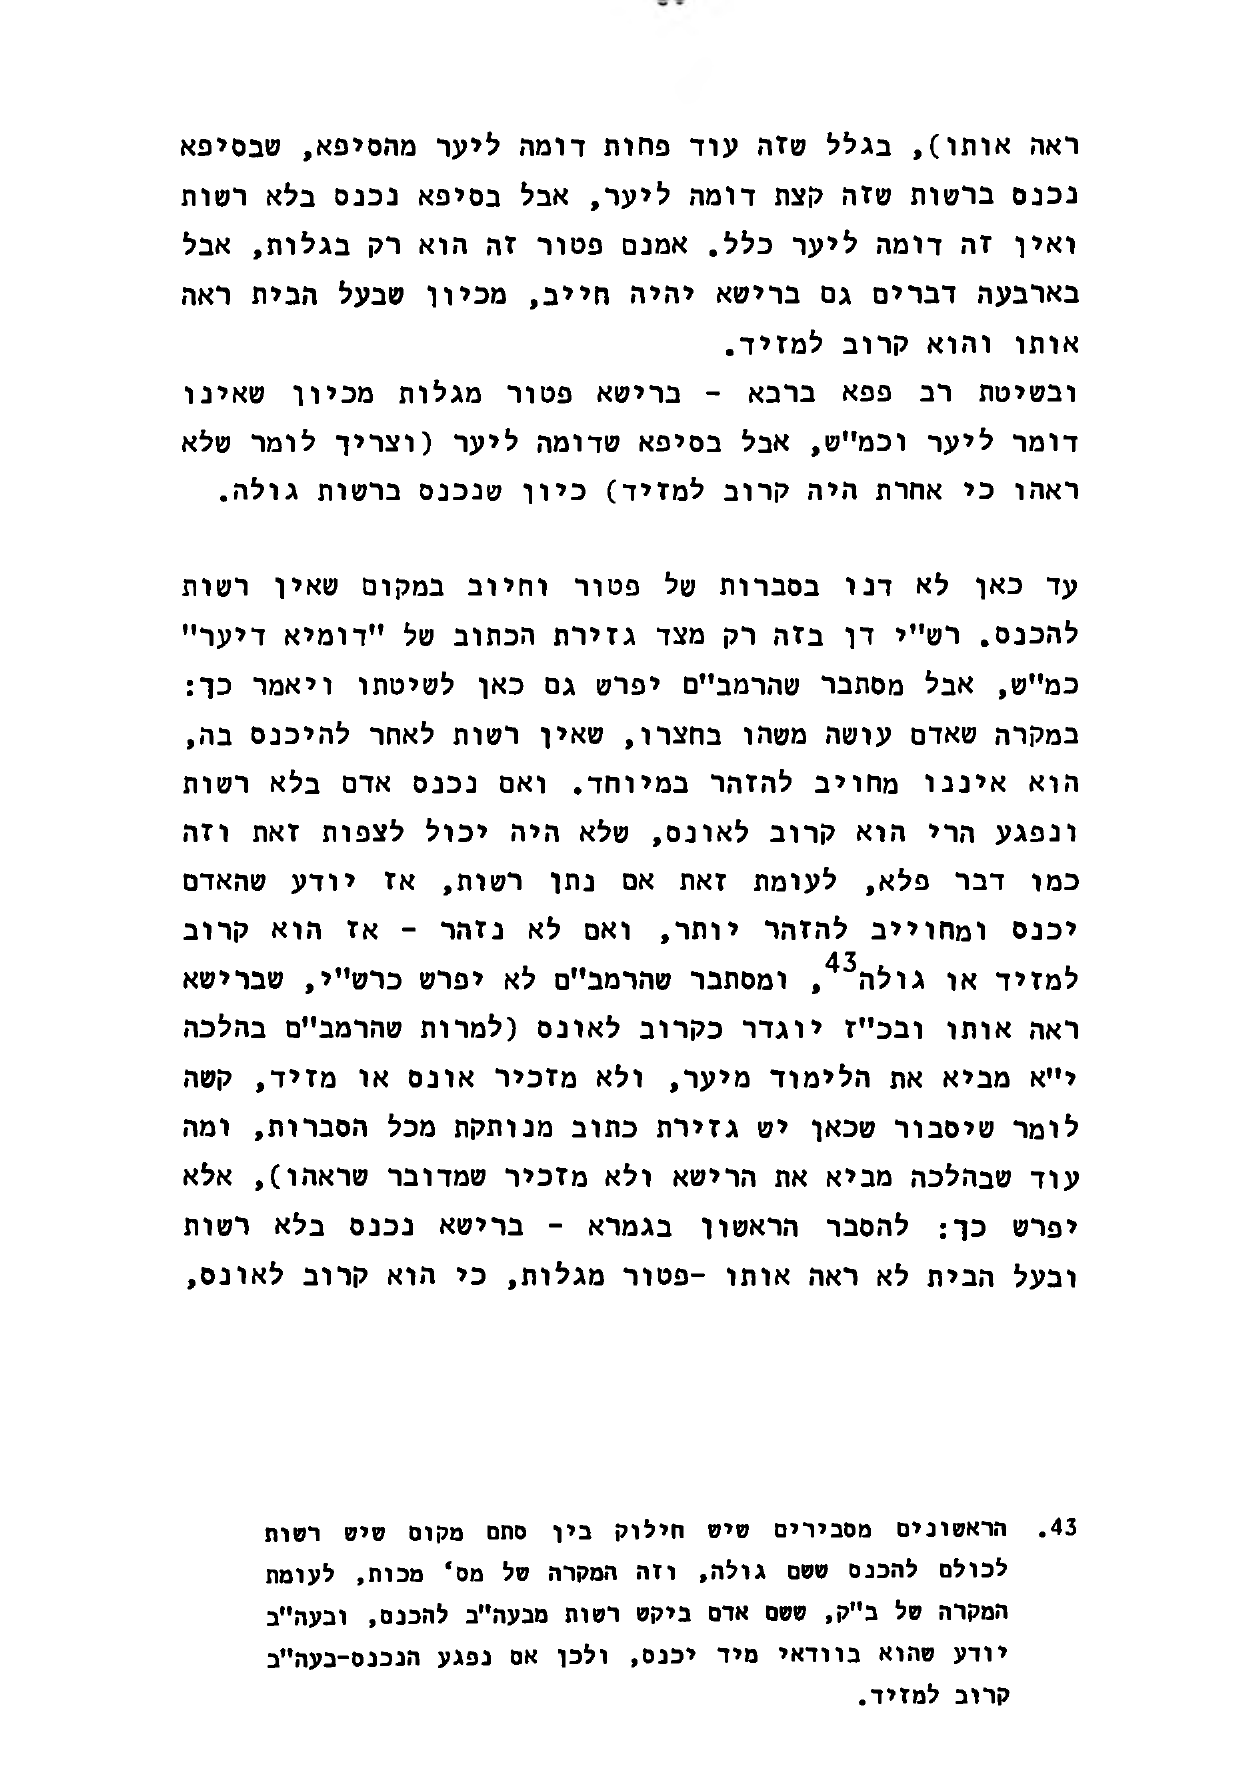 ראה אותו), בגלל שזה עוד פחות דומה ליער מהסיפא, שבסיפא
נכנס ברשות שזה קצת דומה ליער, אבל בסיפא נכנס בלא רשות
ואין זה דומה ליער כלל. אמנם פטור זה הוא רק בגלות, אבל
בארבעה דברים גם ברישא יהיה חייב, מכיון שבעל הבית ראה
אותו והוא קרוב למזיד.
ובשיטת רב פפא ברבא - ברישא פטור מגלות מכיון שאינו
דומר ליער וכמ"ש, אבל בסיפא שדומה ליער (וצריך לומר שלא
ראהו כי אחרת היה קרוב למזיד) כיון שנכנס ברשות גולה.
עד כאן לא דנו בסברות של פטור וחיוב במקום שאין רשות
להכנס. רש"י דן בזה רק מצד גזירת הכתוב של "דומיא דיער"
כמ"ש, אבל מסתבר שהרמב"ם יפרש גם כאן לשיטתו ויאמר כך:
במקרה שאדם עושה משהו בחצרו, שאין רשות לאחר להיכנס בה,
הוא איננו מחויב להזהר במיוחד. ואם נכנס אדם בלא רשות
ונפגע הרי הוא קרוב לאונס, שלא היה יכול לצפות זאת וזה
כמו דבר פלא, לעומת זאת אם נתן רשות, אז יודע שהאדם
יכנס ומחוייב להזהר יותר, ואם לא נזהר - אז הוא קרוב
למזיד או גולה43, ומסתבר שהרמב"ם לא יפרש כרש"י, שברישא
ראה אותו ובכ"ז יוגדר כקרוב לאונס (למרות שהרמב"ם בהלכה
י"א מביא את הלימוד מיער, ולא מזכיר אונס או מזיד, קשה
לומר שיסבור שכאן יש גזירת כתוב מנותקת מכל הסברות, ומה
עוד שבהלכה מביא את הרישא ולא מזכיר שמדובר שראהו), אלא
יפרש כך: להסבר הראשון בגמרא - ברישא נכנס בלא רשות
ובעל הבית לא ראה אותו -פטור מגלות, כי הוא קרוב לאונס,
43. הראשונים מסבירים שיש חילוק בין סתם מקום שיש רשות
לכולם להכנס ששם גולה, וזה המקרה של מס' מכות, לעומת
המקרה של ב"ק, ששם אדם ביקש רשות מבעה"ב להכנס, ובעה"ב
יודע שהוא בוודאי מיד יכנס, ולכן אם נפגע הנכנס-בעה"ב
קרוב למזיד.